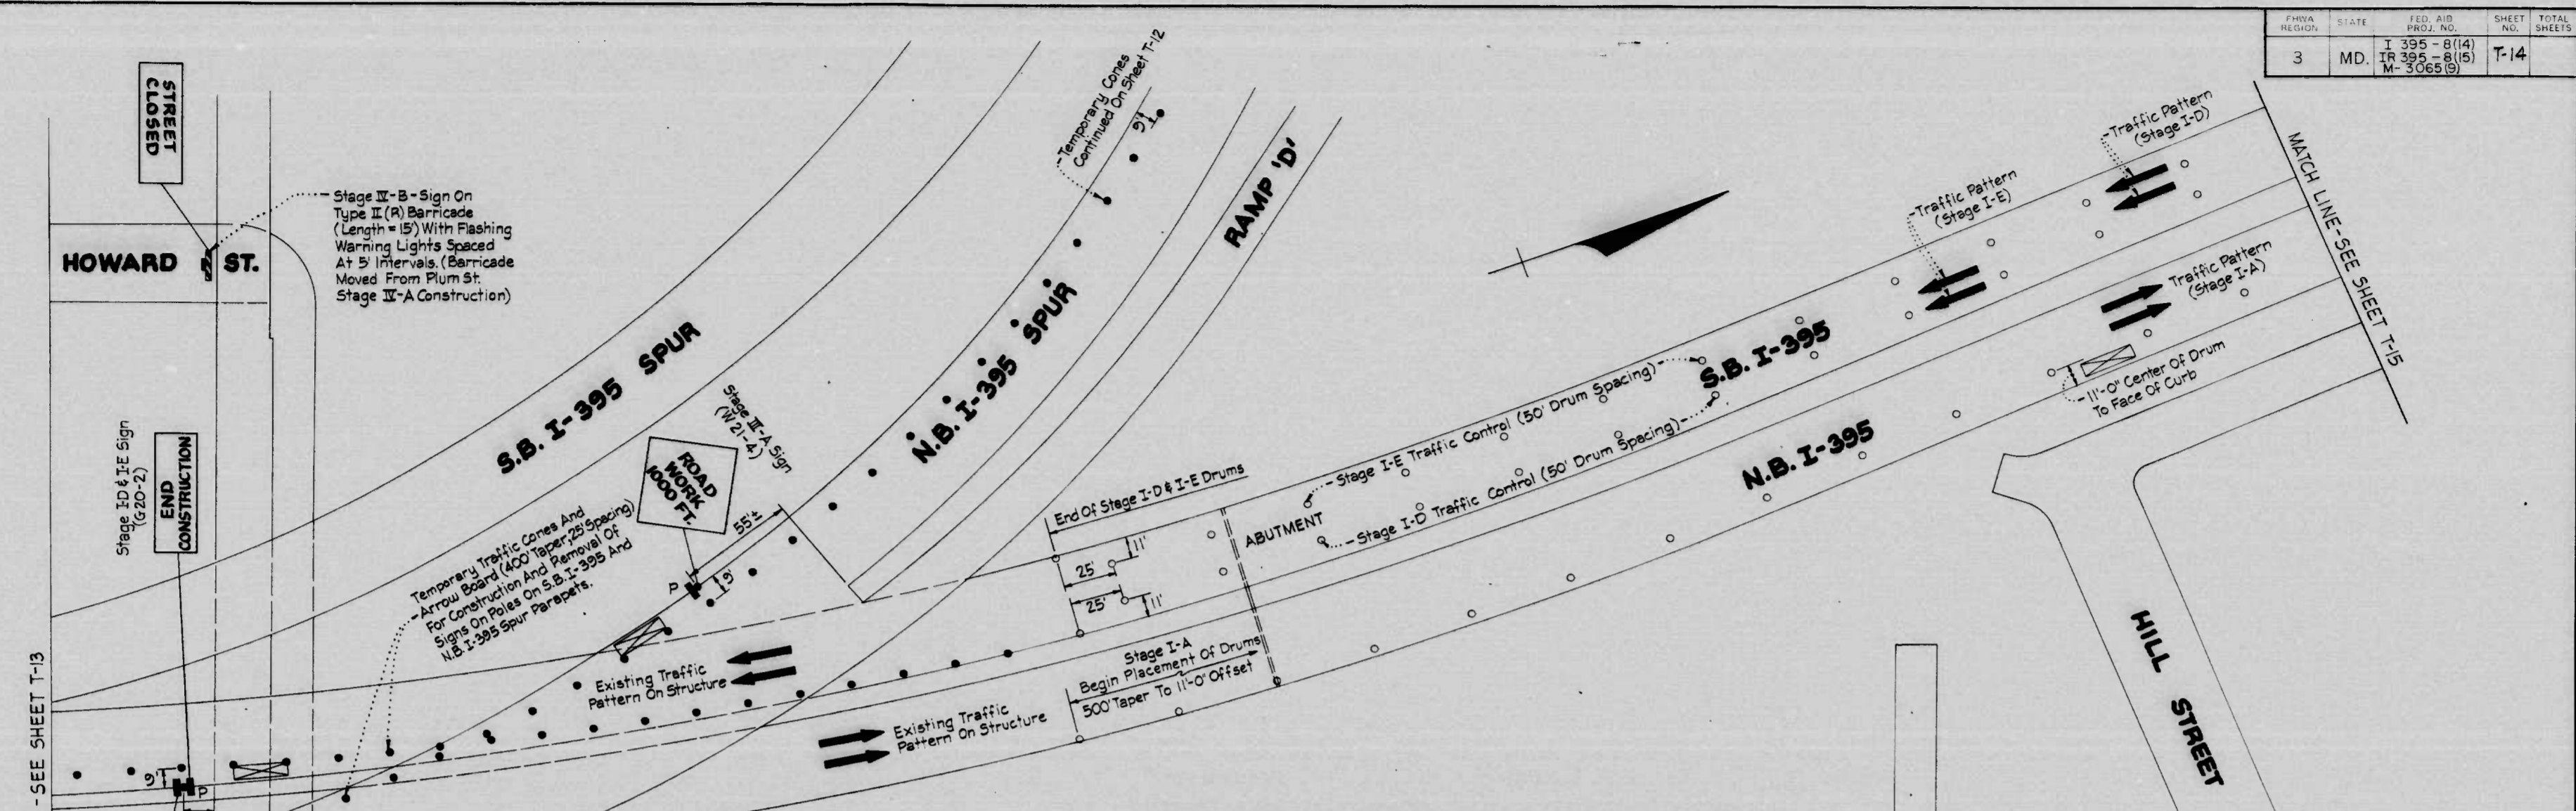 FHWA REGION
STATE
FED. AID PROJ. NO.
SHEET NO.
TOTAL SHEETS
3
MD.
I 395 - 8(14)
IR 395 - 8(15)
M- 3065(9)
T-14
STREET
CLOSED
Stage IV-B-Sign On
Type II (R) Barricade
(Length = 15') With Flashing
Warning Lights Spaced
At 5' Intervals. (Barricade
Moved From Plum St.
Stage IV-A Construction)
HOWARD ST.
Temporary Cones
Continued On Sheet T-12
9'
RAMP 'D'
Traffic Pattern
(Stage I-D)
Traffic Pattern
(Stage I-E)
MATCH LINE-SEE SHEET T-15
Traffic Pattern
(Stage I-A)
S.B. I-395 SPUR
N.B. I-395 SPUR
S.B. I-395
N.B. I-395
11'-0" Center Of Drum
To Face Of Curb
Stage I-D & I-E Sign
(G20-2)
END
CONSTRUCTION
Stage III-A Sign
(W21-4)
ROAD
WORK
1000 FT.
55'±
P
9'
Temporary Traffic Cones And
Arrow Board (400' Taper, 25' Spacing)
For Construction And Removal Of
Signs On Poles On S.B. I-395 And
N.B. I-395 Spur Parapets.
End Of Stage I-D & I-E Drums
ABUTMENT
Stage I-E Traffic Control (50' Drum Spacing)
Stage I-D Traffic Control (50' Drum Spacing)
11'
25'
25'
11'
Existing Traffic
Pattern On Structure
Stage I-A
Begin Placement Of Drums
500' Taper To 11'-0" Offset
Existing Traffic
Pattern On Structure
HILL STREET
- SEE SHEET T-13
9'
P